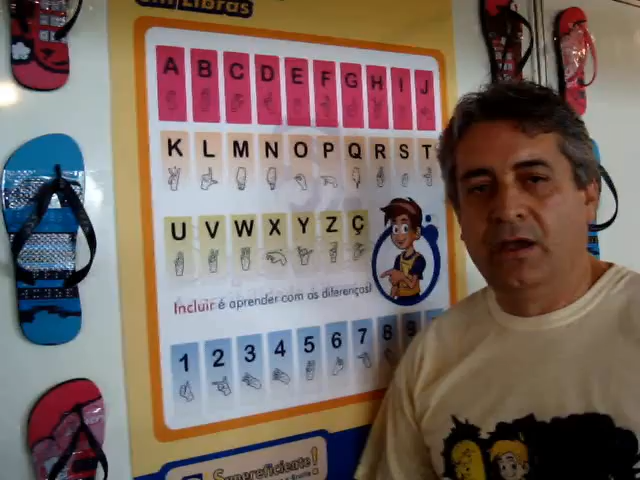 em Libras
A B C D E F G H I J
K L M N O P Q R S T
U V W X Y Z Ç
Incluir é aprender com as diferenças!
1 2 3 4 5 6 7 8 9
Supereficiente!